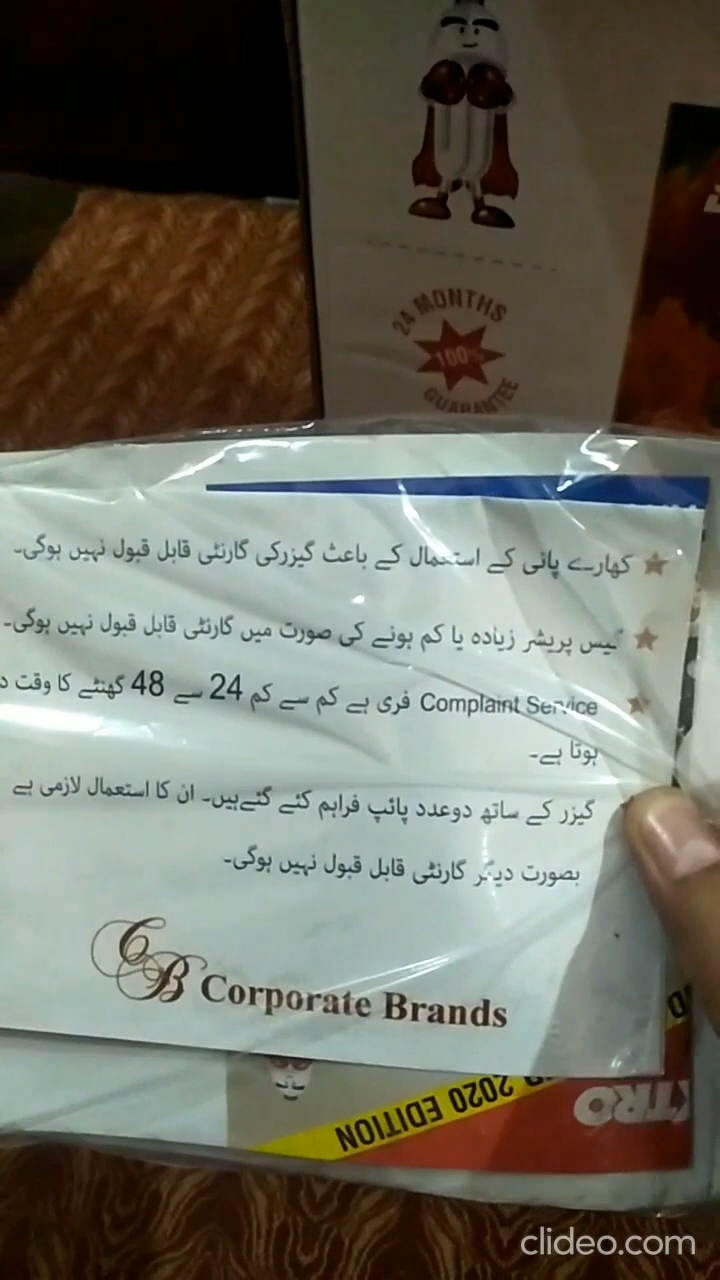 24 MONTHS
100%
GUARANTEE
کھارے پانی کے استعمال کے باعث گیزرکی گارنٹی قابل قبول نہیں ہوگی۔
گیس پریشر زیادہ یا کم ہونے کی صورت میں گارنٹی قابل قبول نہیں ہوگی۔
Complaint Service فری ہے کم سے کم 24 سے 48 گھنٹے کا وقت
ہوتا ہے۔
گیزر کے ساتھ دوعدد پائپ فراہم کئے گئےہیں۔ ان کا استعمال لازمی ہے
بصورت دیگر گارنٹی قابل قبول نہیں ہوگی۔
CB Corporate Brands
2020 EDITION
KTRO
clideo.com